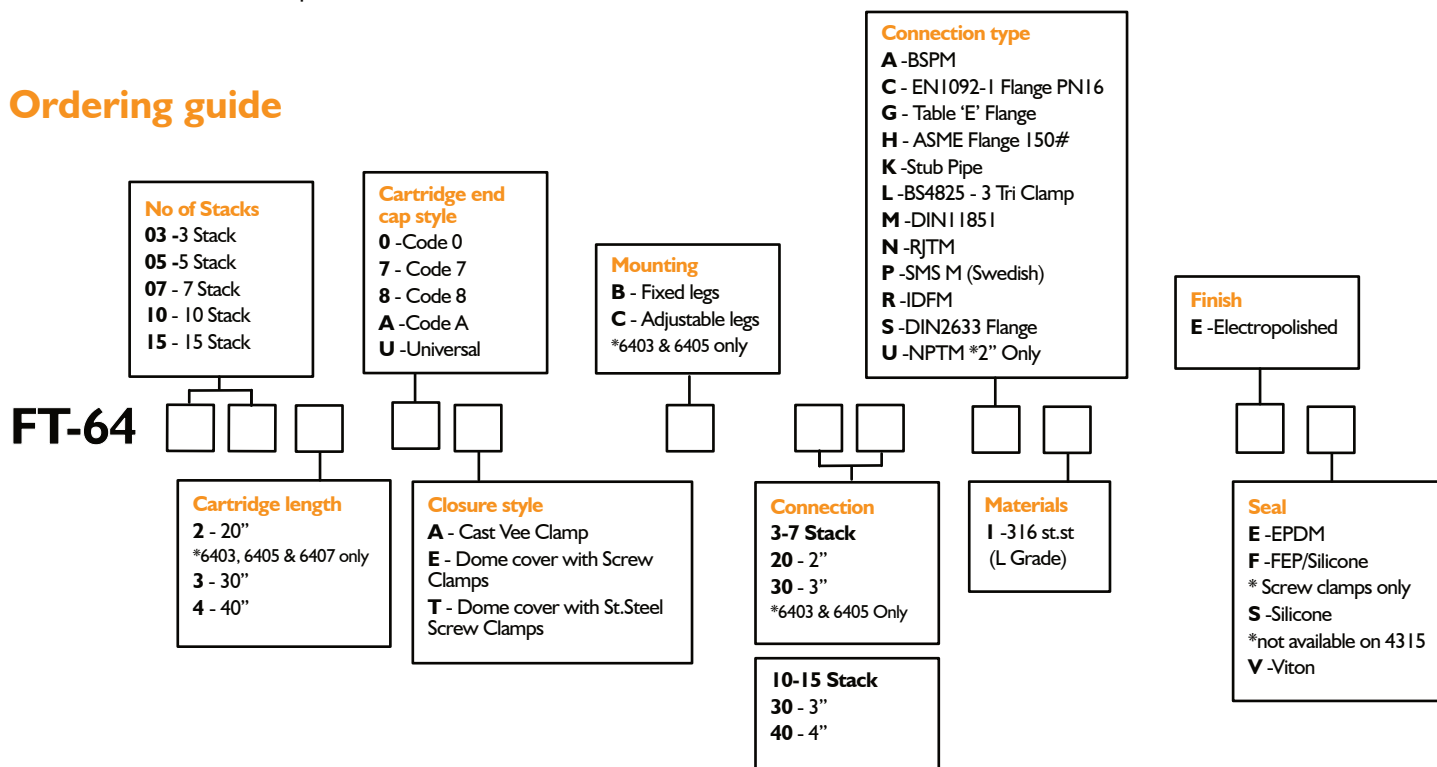 Ordering guide
No of Stacks
03 -3 Stack
05 -5 Stack
07 - 7 Stack
10 - 10 Stack
15 - 15 Stack
Cartridge end
cap style
0 -Code 0
7 - Code 7
8 - Code 8
A -Code A
U -Universal
Mounting
B - Fixed legs
C - Adjustable legs
*6403 & 6405 only
Connection type
A -BSPM
C - EN1092-1 Flange PN16
G - Table ‘E’ Flange
H - ASME Flange 150#
K -Stub Pipe
L -BS4825 - 3 Tri Clamp
M -DIN11851
N -RJTM
P -SMS M (Swedish)
R -IDFM
S -DIN2633 Flange
U -NPTM *2” Only
Finish
E -Electropolished
FT-64
Cartridge length
2 - 20”
*6403, 6405 & 6407 only
3 - 30”
4 - 40”
Closure style
A - Cast Vee Clamp
E - Dome cover with Screw
Clamps
T - Dome cover with St.Steel
Screw Clamps
Connection
3-7 Stack
20 - 2”
30 - 3”
*6403 & 6405 Only
10-15 Stack
30 - 3”
40 - 4”
Materials
1 -316 st.st
(L Grade)
Seal
E -EPDM
F -FEP/Silicone
* Screw clamps only
S -Silicone
*not available on 4315
V -Viton